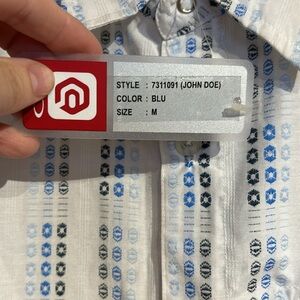 STYLE : 7311091 (JOHN DOE)
COLOR : BLU
SIZE : M